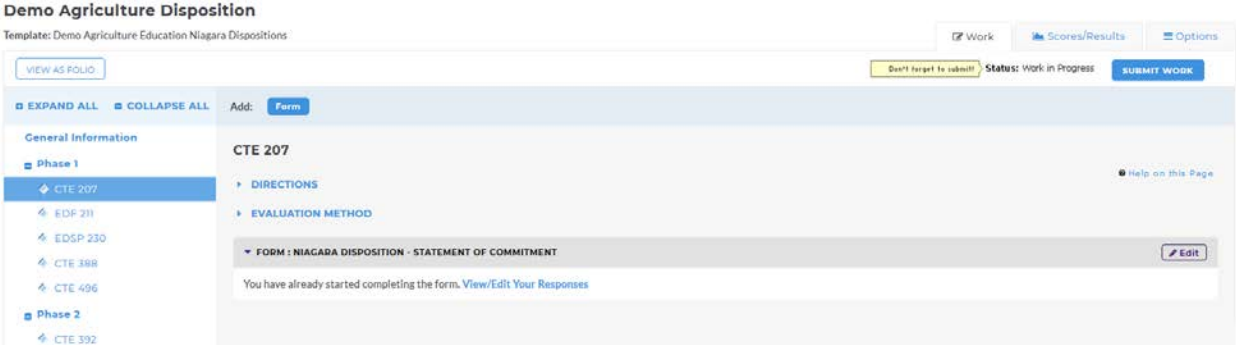 Demo Agriculture Disposition
Template: Demo Agriculture Education Niagara Dispositions
Work
Scores/Results
Options
VIEW AS FOLIO
Don't forget to submit!
Status: Work in Progress
SUBMIT WORK
EXPAND ALL
COLLAPSE ALL
Add:
Form
General Information
Phase 1
CTE 207
EDF 211
EDSP 230
CTE 388
CTE 496
Phase 2
CTE 392
CTE 207
Help on this Page
DIRECTIONS
EVALUATION METHOD
FORM : NIAGARA DISPOSITION - STATEMENT OF COMMITMENT
Edit
You have already started completing the form. View/Edit Your Responses